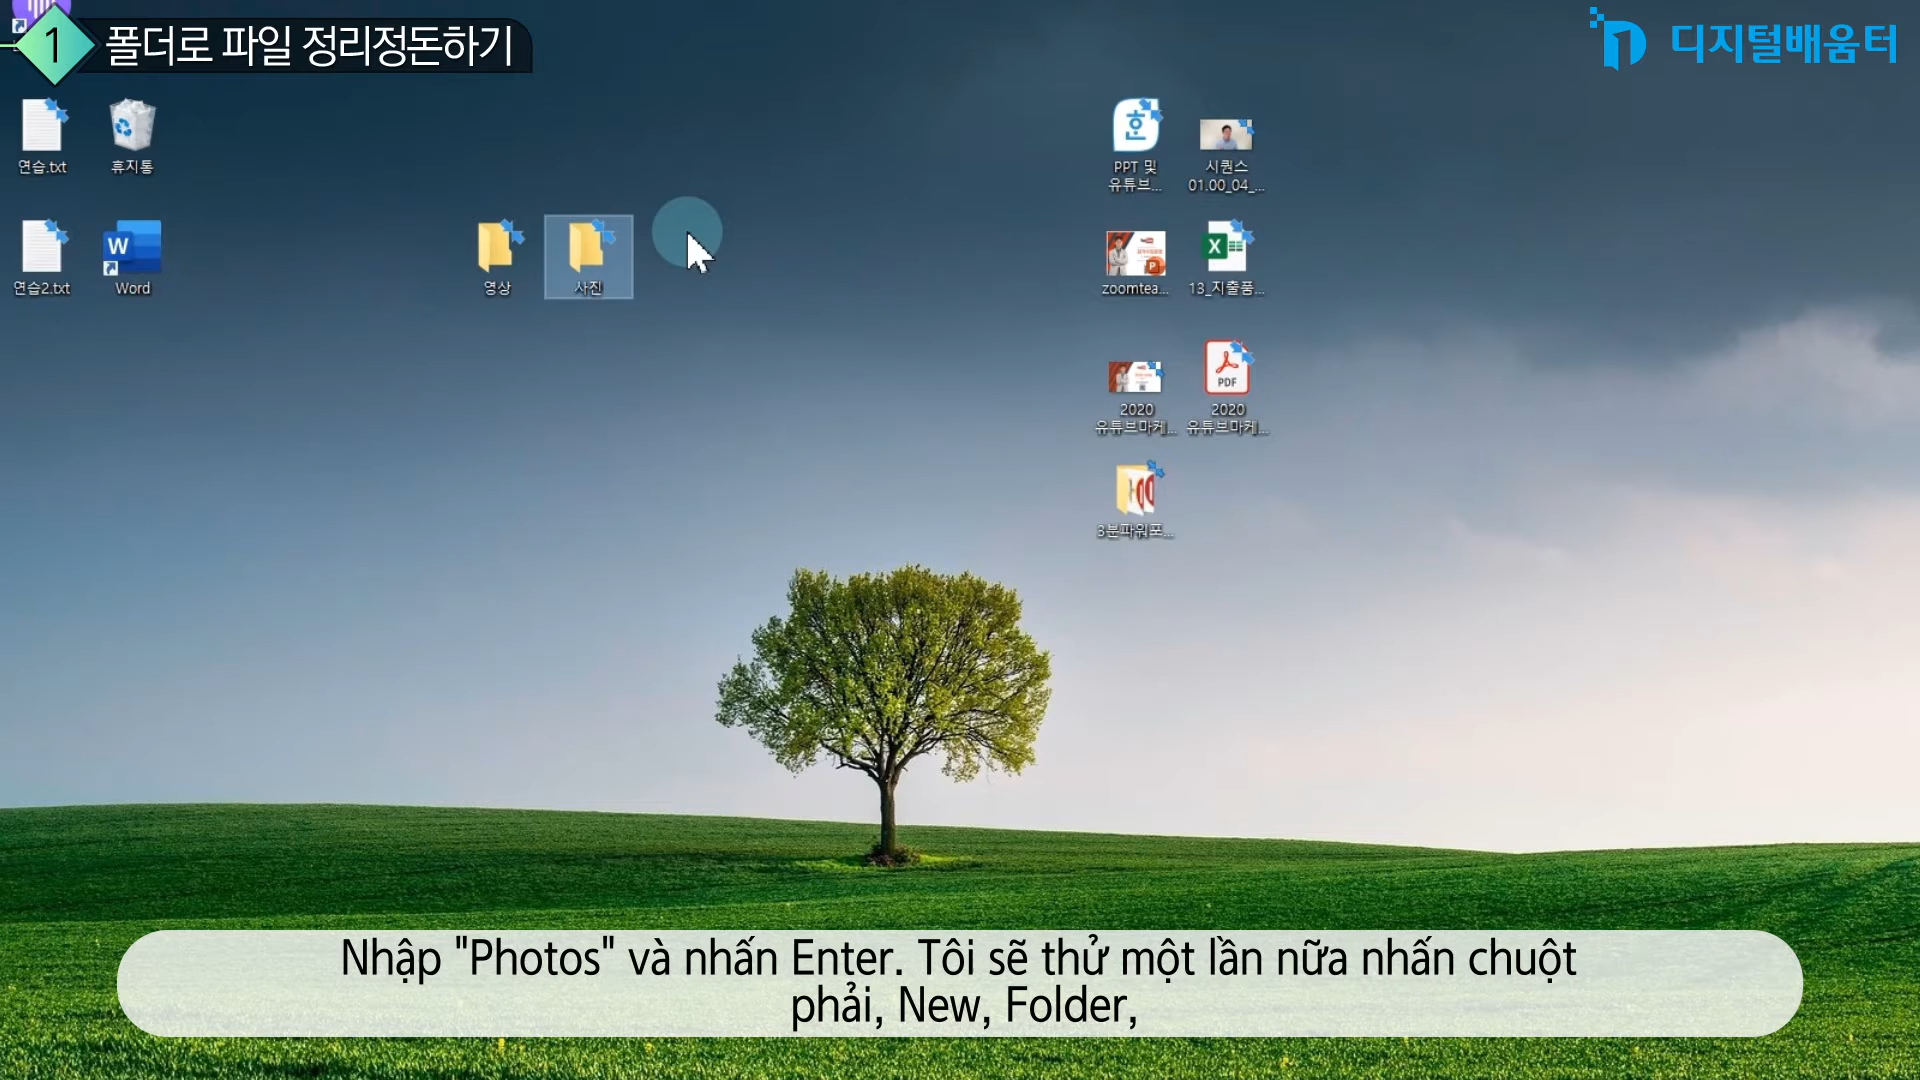 1 폴더로 파일 정리정돈하기
디지털배움터
연습.txt
휴지통
PPT 및
유튜브...
시퀀스
01.00_04_...
연습2.txt
W
Word
영상
사진
zoomtea...
X
13_지출품...
2020
유튜브마케...
PDF
2020
유튜브마케...
3분파워포...
Nhập "Photos" và nhấn Enter. Tôi sẽ thử một lần nữa nhấn chuột
phải, New, Folder,